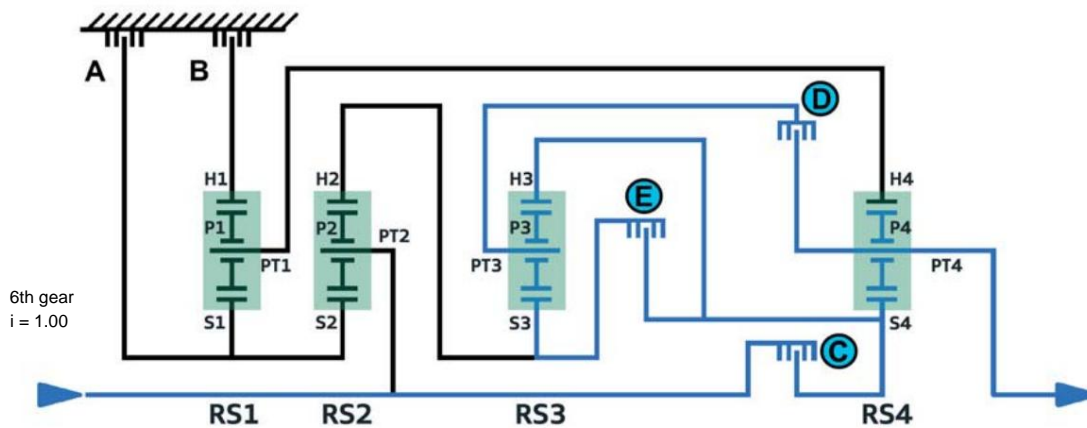 A
B
D
H1
H2
H3
H4
E
P1
P2
P3
P4
PT2
PT1
PT3
PT4
6th gear
i = 1.00
S1
S2
S3
S4
C
RS1
RS2
RS3
RS4